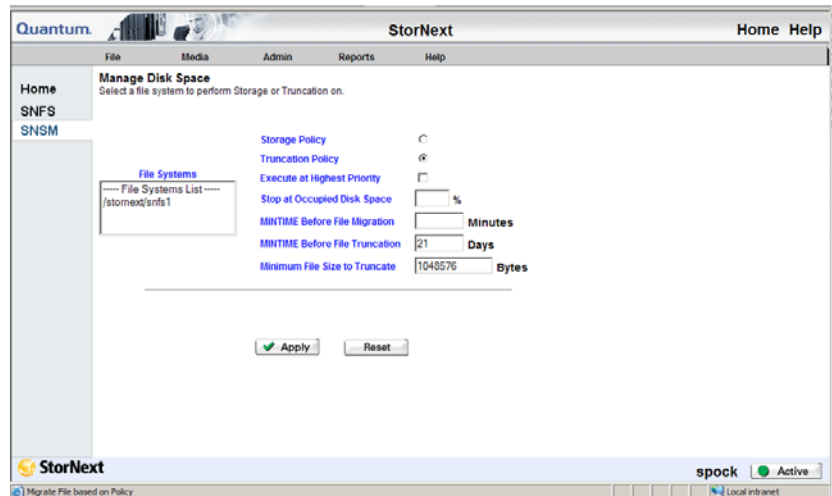 Quantum.
StorNext
Home Help
File Media Admin Reports Help
Home
SNFS
SNSM
Manage Disk Space
Select a file system to perform Storage or Truncation on.
File Systems
----- File Systems List -----
/stornext/snfs1
Storage Policy
Truncation Policy
Execute at Highest Priority
Stop at Occupied Disk Space %
MINTIME Before File Migration Minutes
MINTIME Before File Truncation 21 Days
Minimum File Size to Truncate 1048576 Bytes
Apply Reset
StorNext
spock Active
Migrate File based on Policy
Local intranet